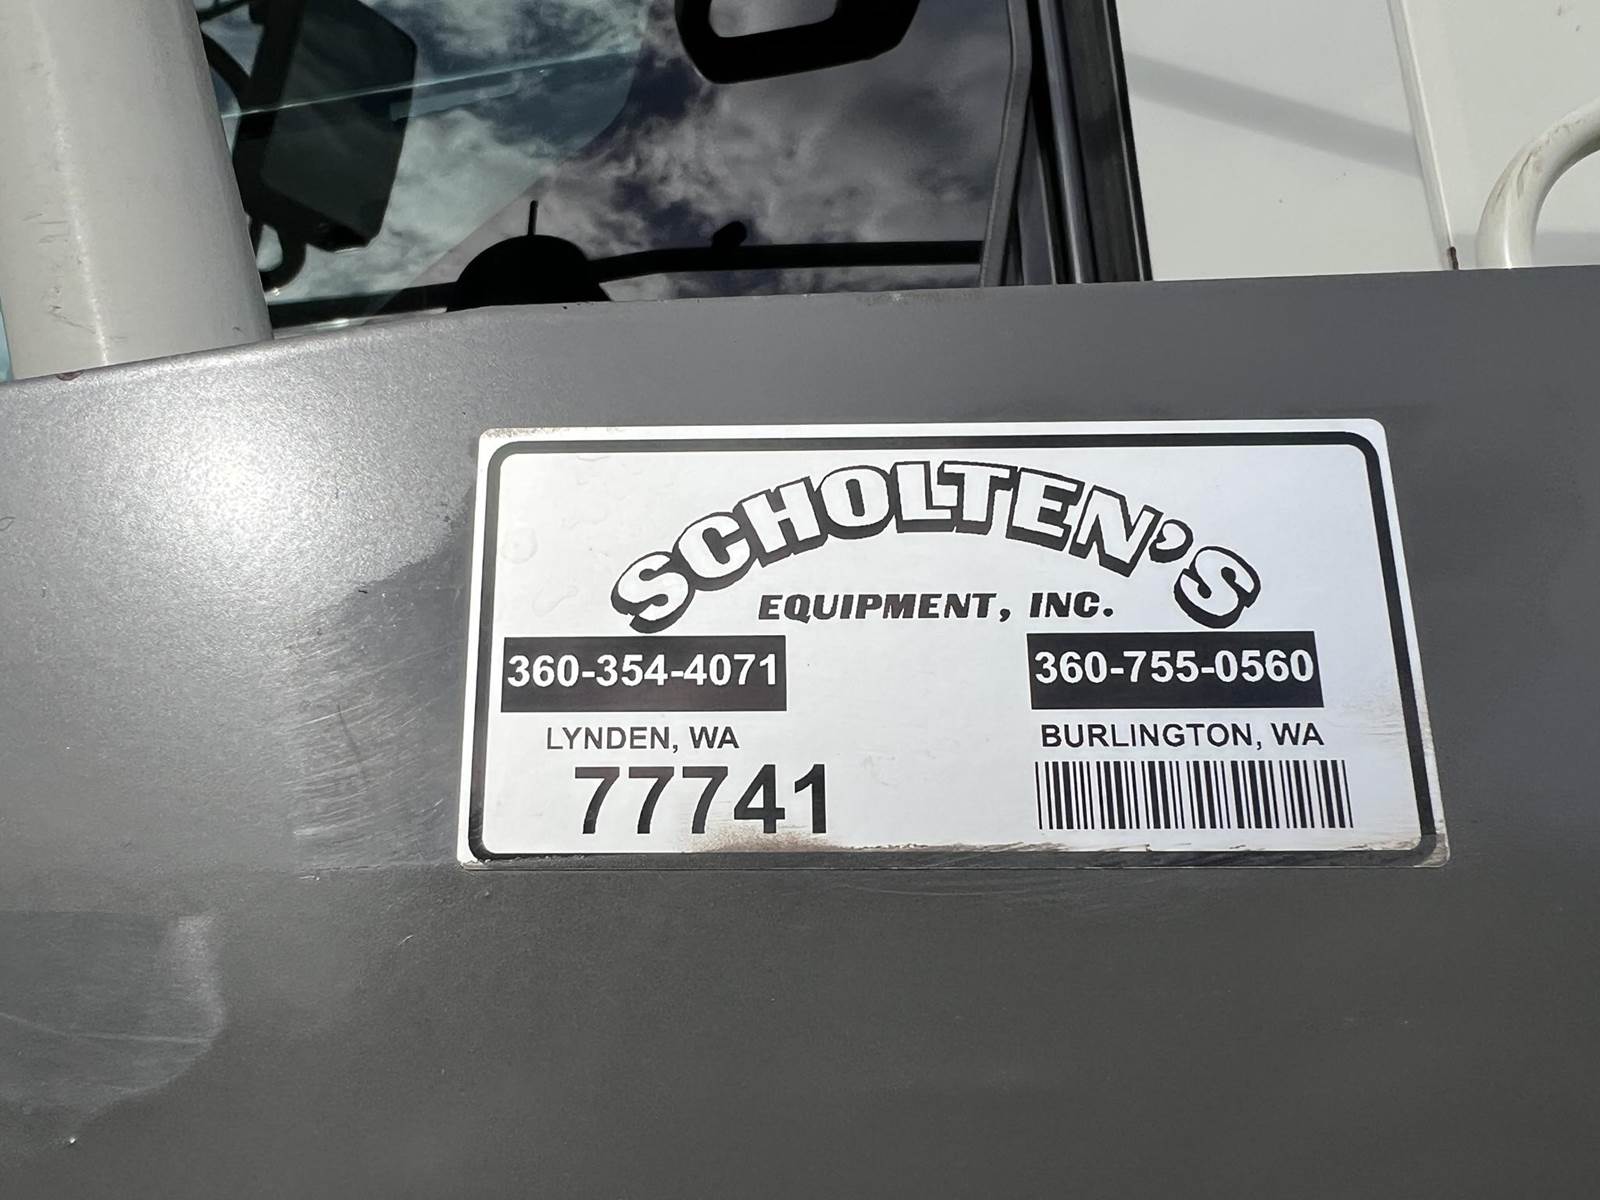 SCHOLTEN'S
EQUIPMENT, INC.
360-354-4071
360-755-0560
LYNDEN, WA
BURLINGTON, WA
77741